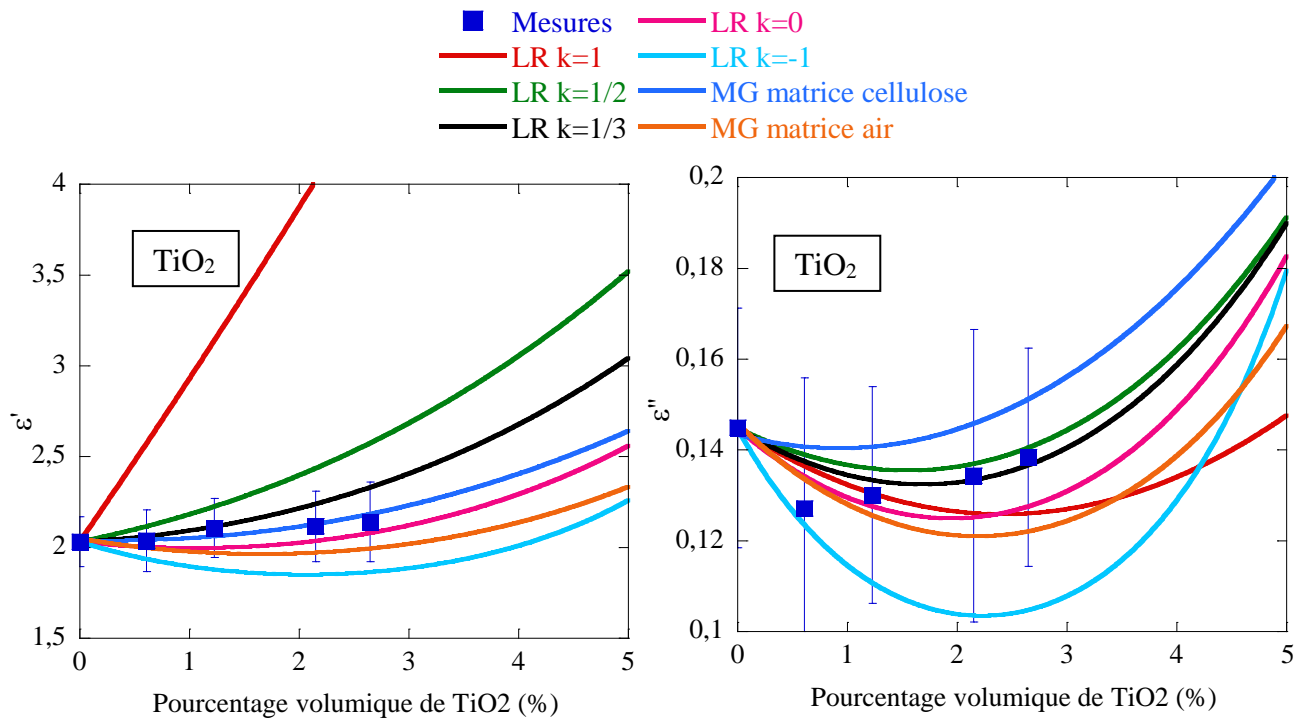 Mesures
LR k=0
LR k=1
LR k=-1
LR k=1/2
MG matrice cellulose
LR k=1/3
MG matrice air
4
3,5
3
2,5
2
1,5
ε'
TiO₂
0 1 2 3 4 5
Pourcentage volumique de TiO2 (%)
0,2
0,18
0,16
0,14
0,12
0,1
ε''
TiO₂
0 1 2 3 4 5
Pourcentage volumique de TiO2 (%)